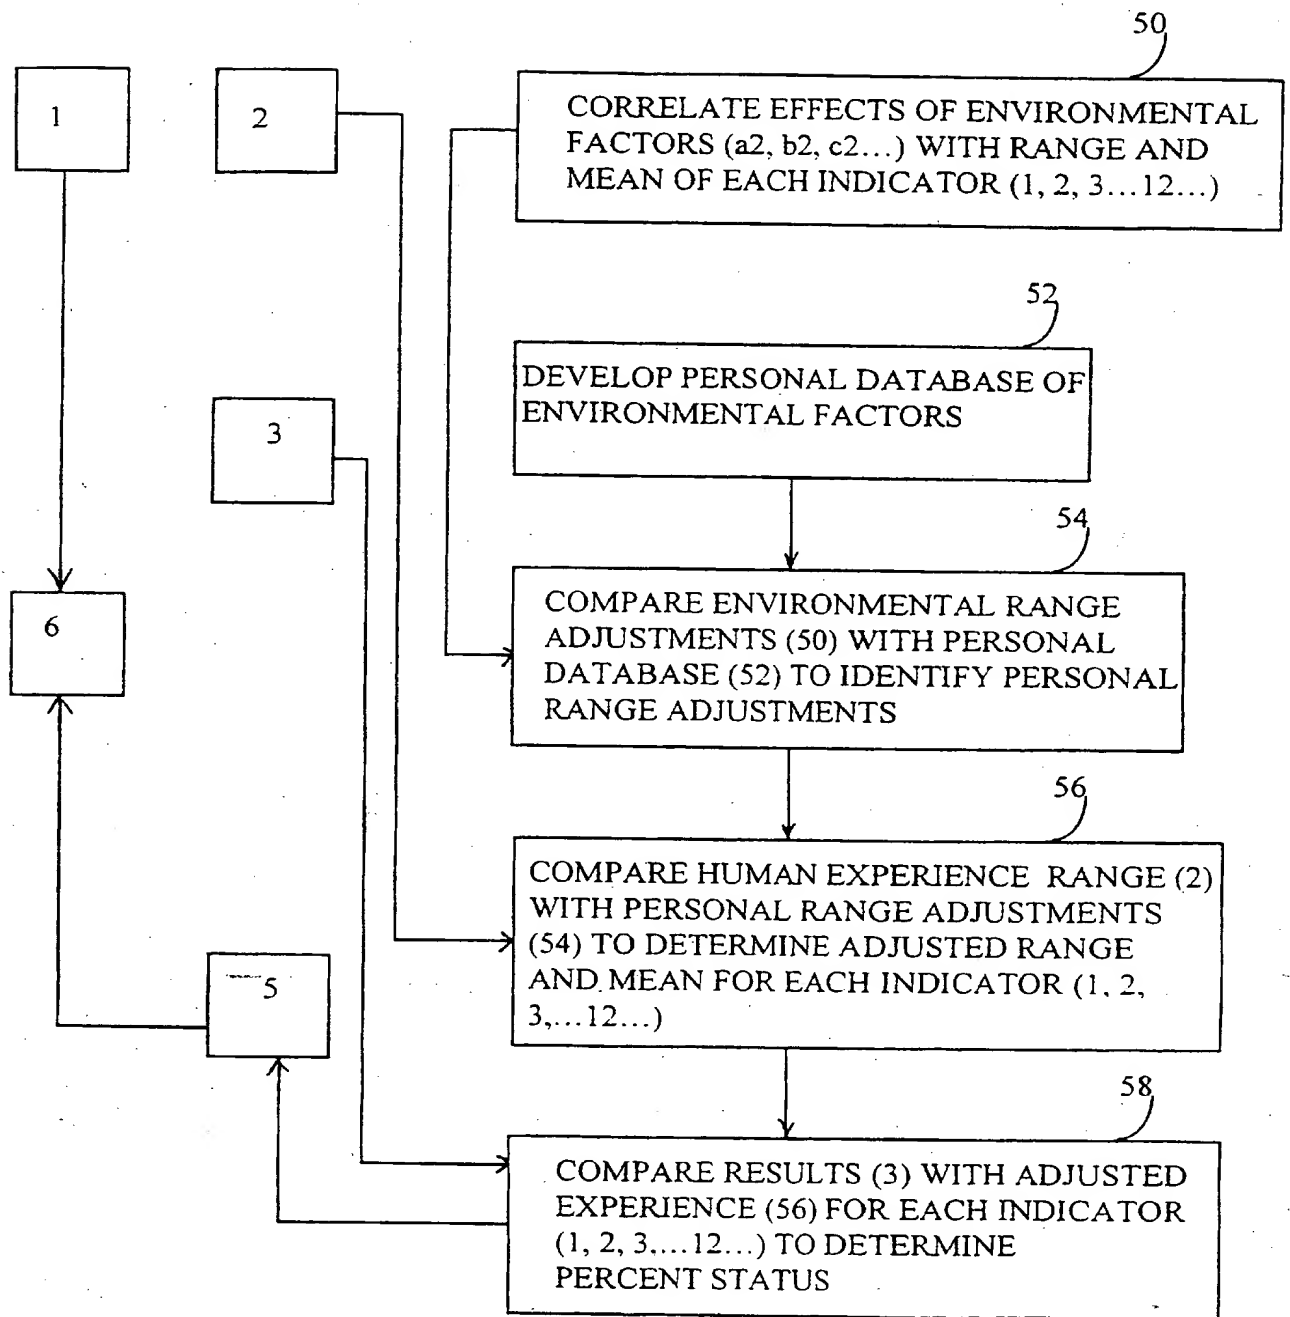 50
1
2
CORRELATE EFFECTS OF ENVIRONMENTAL
FACTORS (a2, b2, c2...) WITH RANGE AND
MEAN OF EACH INDICATOR (1, 2, 3...12...)
52
DEVELOP PERSONAL DATABASE OF
ENVIRONMENTAL FACTORS
3
54
COMPARE ENVIRONMENTAL RANGE
ADJUSTMENTS (50) WITH PERSONAL
DATABASE (52) TO IDENTIFY PERSONAL
RANGE ADJUSTMENTS
6
56
COMPARE HUMAN EXPERIENCE RANGE (2)
WITH PERSONAL RANGE ADJUSTMENTS
(54) TO DETERMINE ADJUSTED RANGE
AND MEAN FOR EACH INDICATOR (1, 2,
3,...12...)
5
58
COMPARE RESULTS (3) WITH ADJUSTED
EXPERIENCE (56) FOR EACH INDICATOR
(1, 2, 3,...12...) TO DETERMINE
PERCENT STATUS